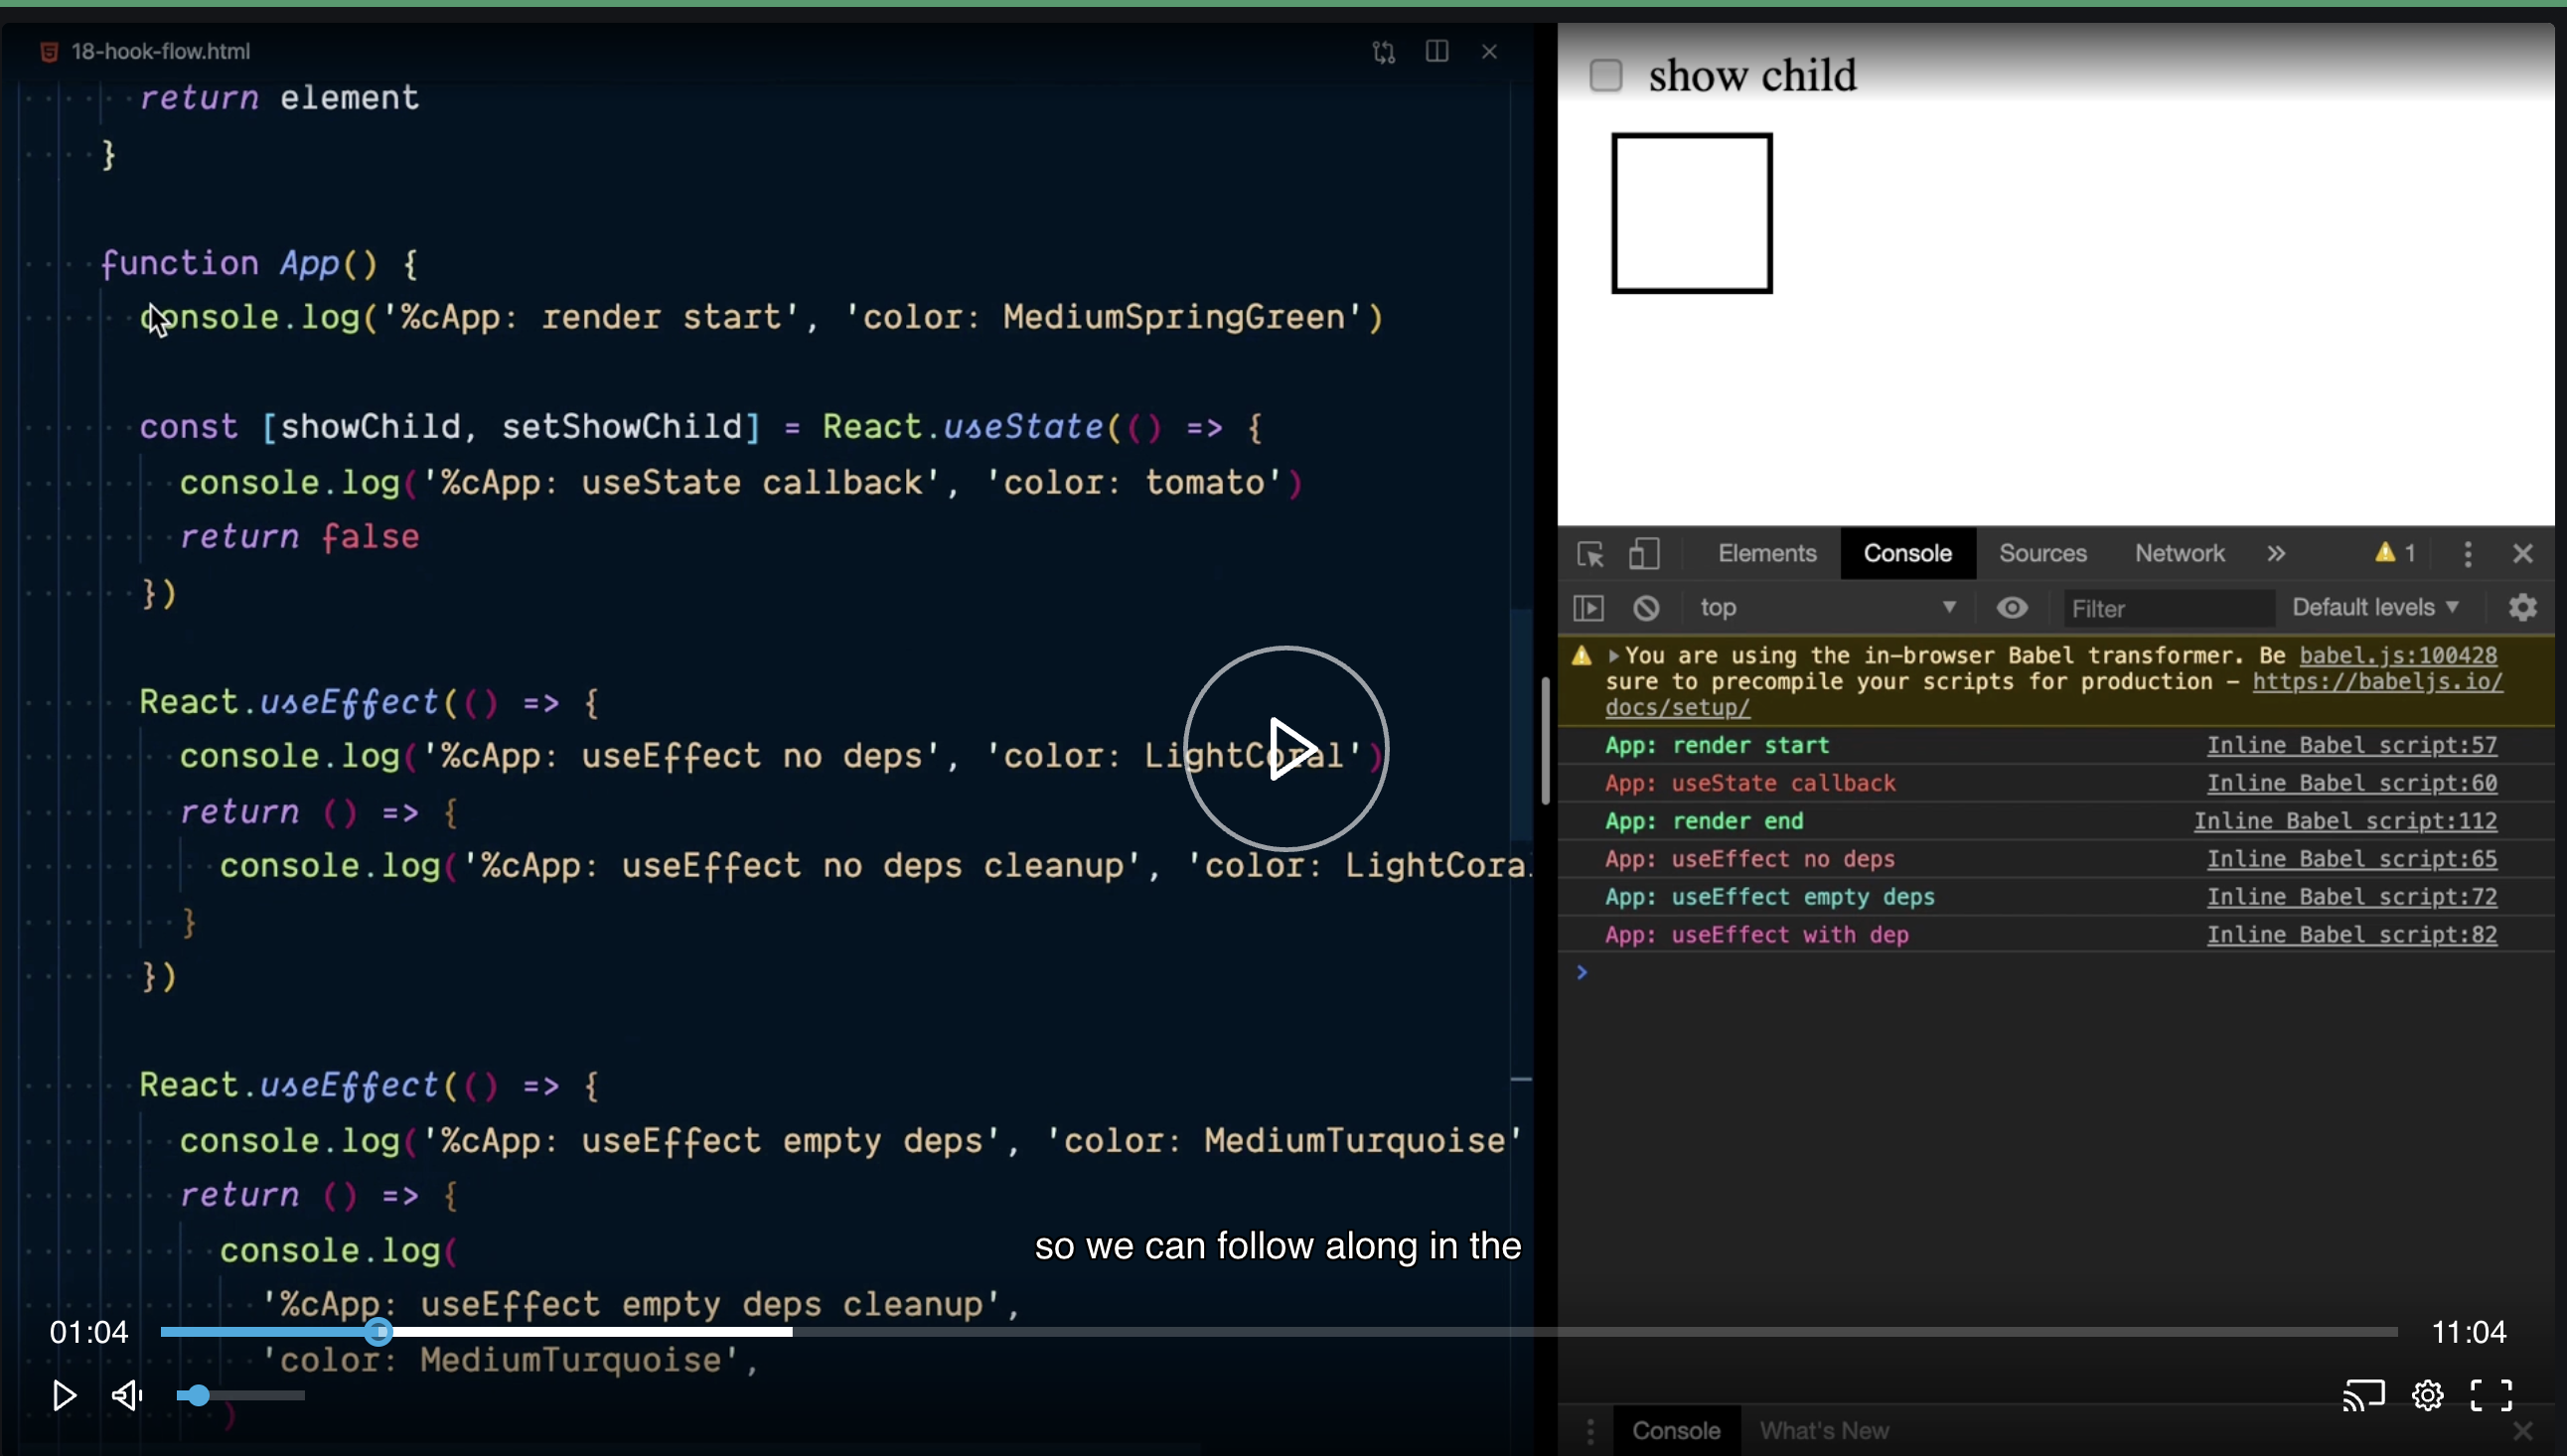 18-hook-flow.html
return element
}
function App() {
console.log('%cApp: render start', 'color: MediumSpringGreen')
const [showChild, setShowChild] = React.useState(() => {
console.log('%cApp: useState callback', 'color: tomato')
return false
})
React.useEffect(() => {
console.log('%cApp: useEffect no deps', 'color: LightCoral')
return () => {
console.log('%cApp: useEffect no deps cleanup', 'color: LightCoral
}
})
React.useEffect(() => {
console.log('%cApp: useEffect empty deps', 'color: MediumTurquoise'
return () => {
console.log(
'%cApp: useEffect empty deps cleanup',
'color: MediumTurquoise',
)
so we can follow along in the
01:04
11:04
show child
Elements Console Sources Network » 1
top Filter Default levels
You are using the in-browser Babel transformer. Be babel.js:100428
sure to precompile your scripts for production – https://babeljs.io/
docs/setup/
App: render start Inline Babel script:57
App: useState callback Inline Babel script:60
App: render end Inline Babel script:112
App: useEffect no deps Inline Babel script:65
App: useEffect empty deps Inline Babel script:72
App: useEffect with dep Inline Babel script:82
Console What's New